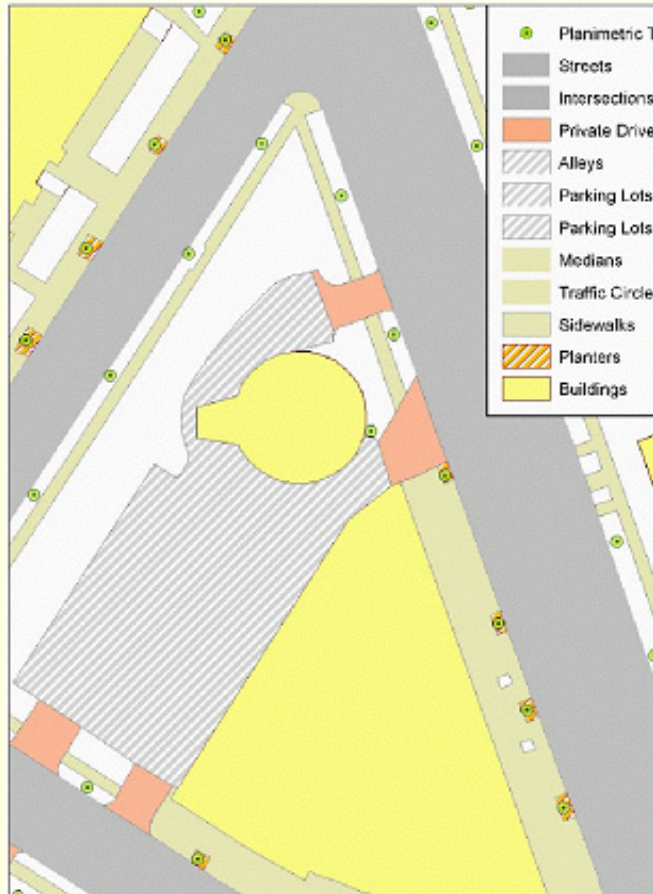 Planimetric T
Streets
Intersections
Private Drive
Alleys
Parking Lots
Parking Lots
Medians
Traffic Circle
Sidewalks
Planters
Buildings